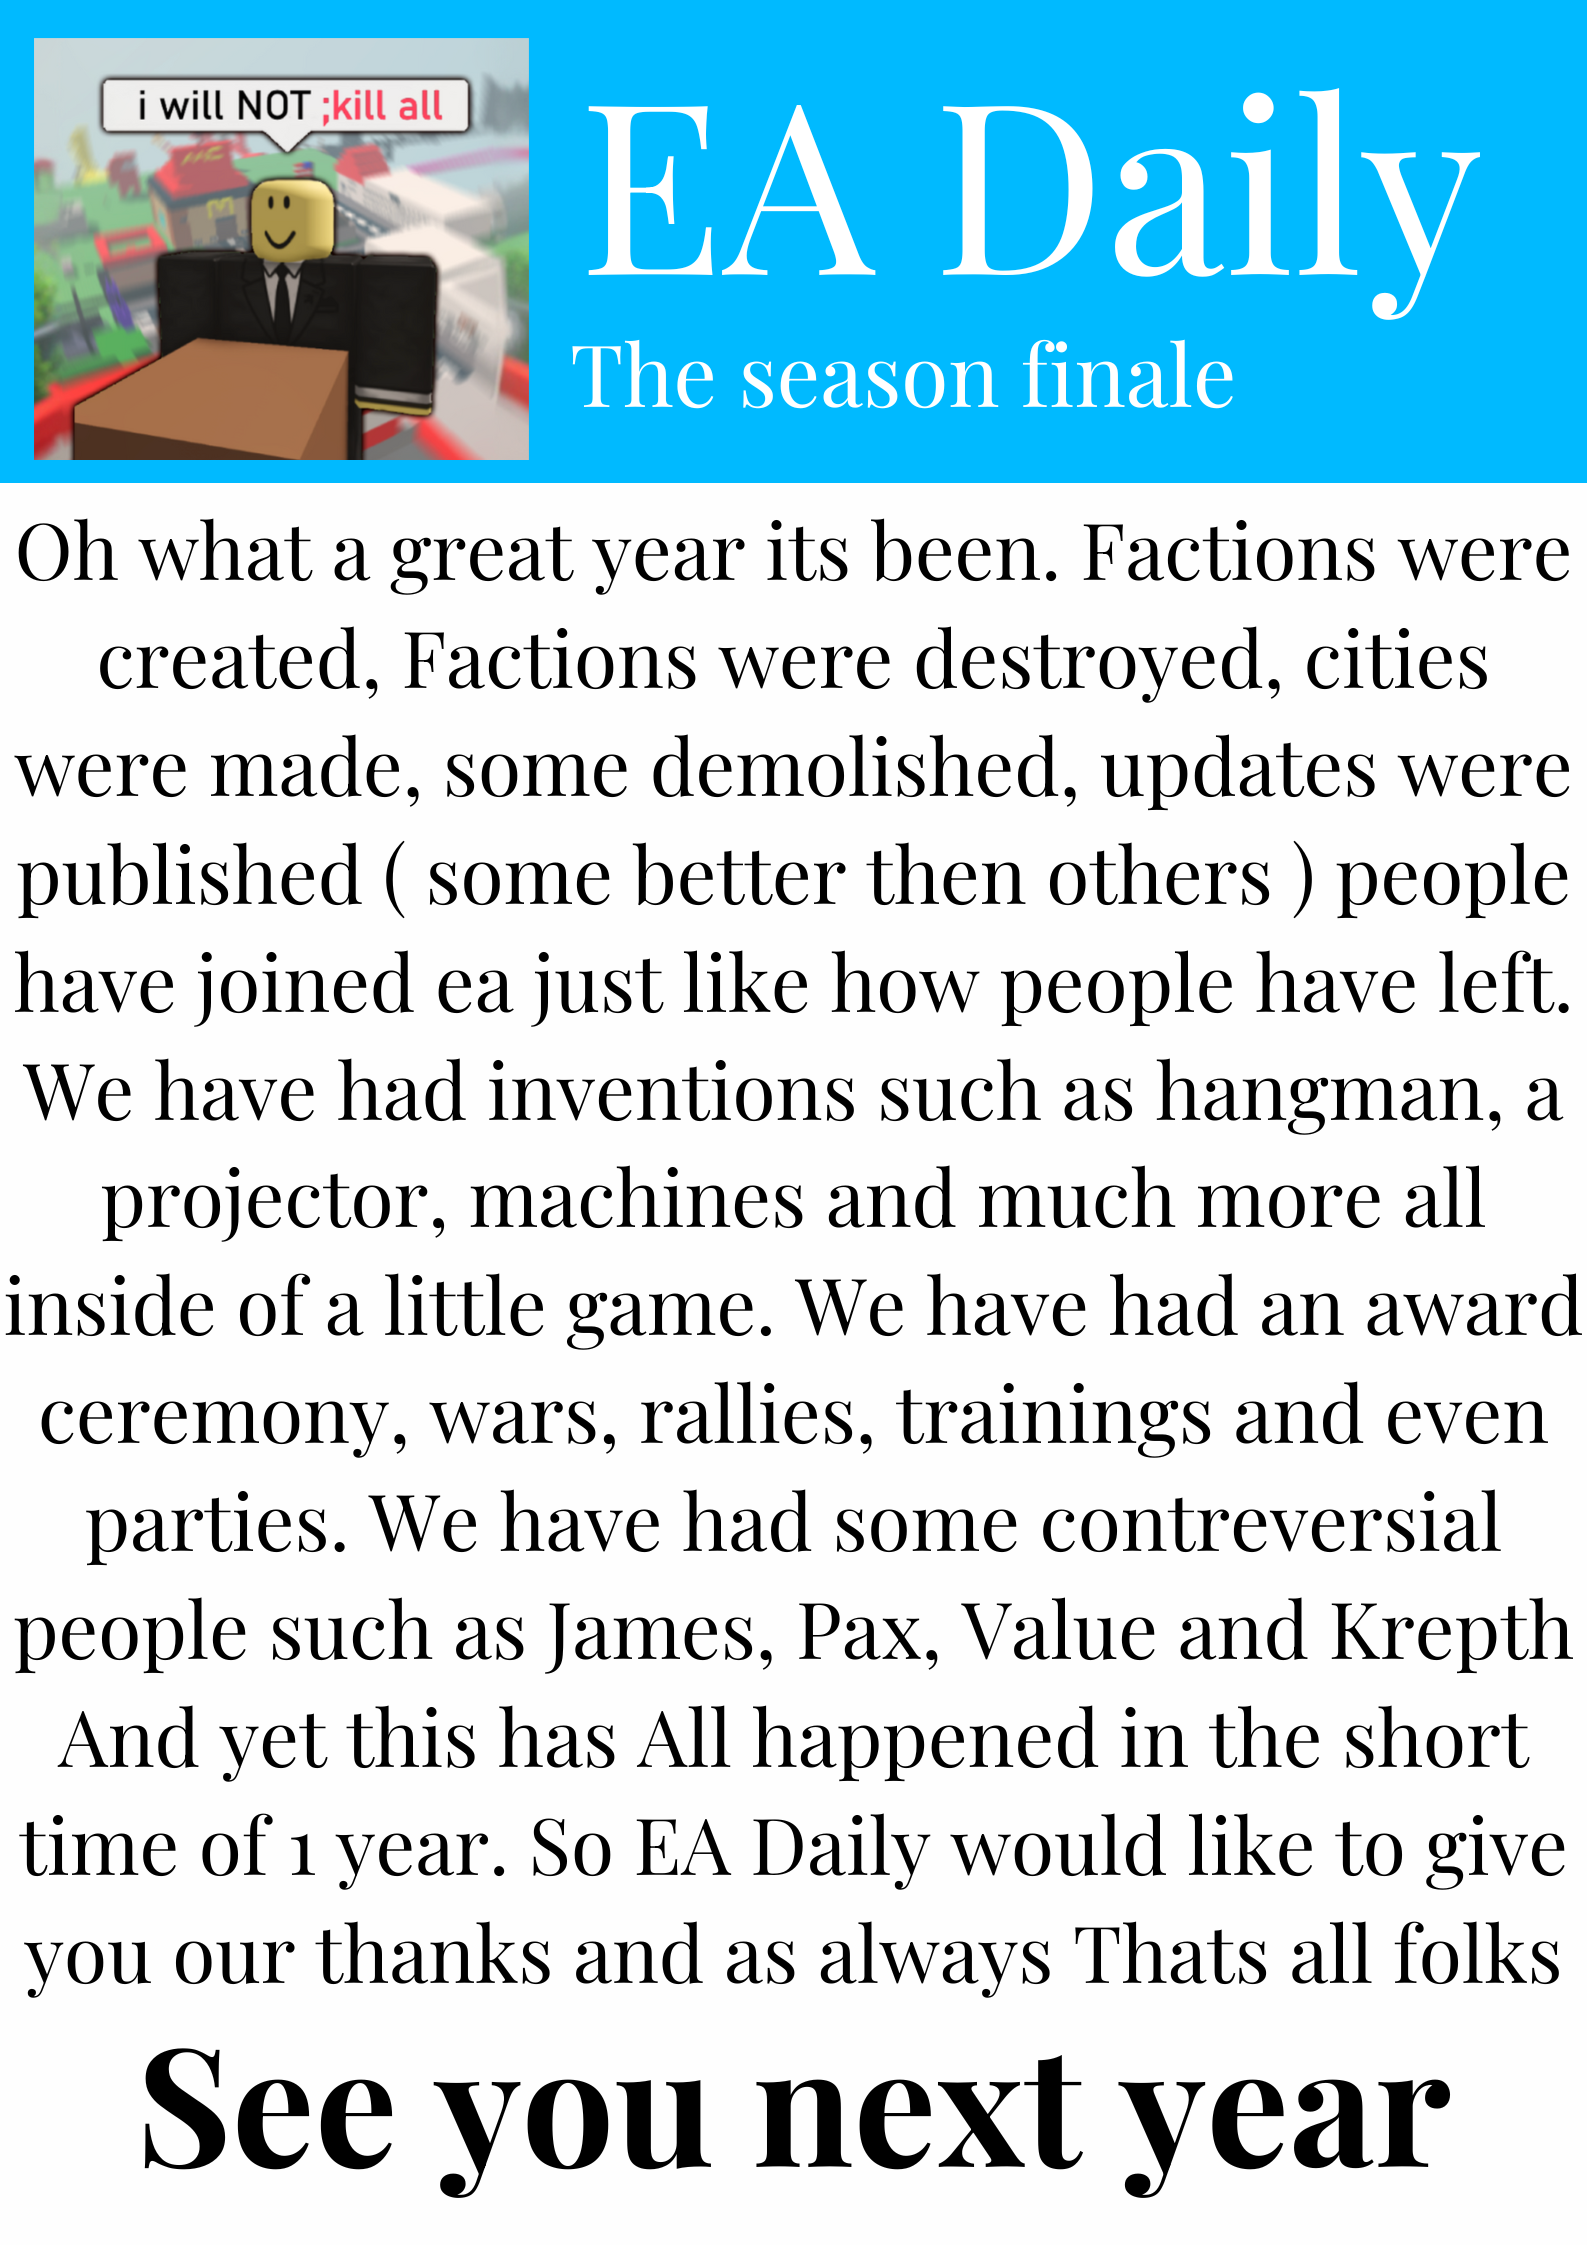 i will NOT ;kill all
EA Daily
The season finale
Oh what a great year its been. Factions were
created, Factions were destroyed, cities
were made, some demolished, updates were
published ( some better then others ) people
have joined ea just like how people have left.
We have had inventions such as hangman, a
projector, machines and much more all
inside of a little game. We have had an award
ceremony, wars, rallies, trainings and even
parties. We have had some contreversial
people such as James, Pax, Value and Krepth
And yet this has All happened in the short
time of 1 year. So EA Daily would like to give
you our thanks and as always Thats all folks
See you next year